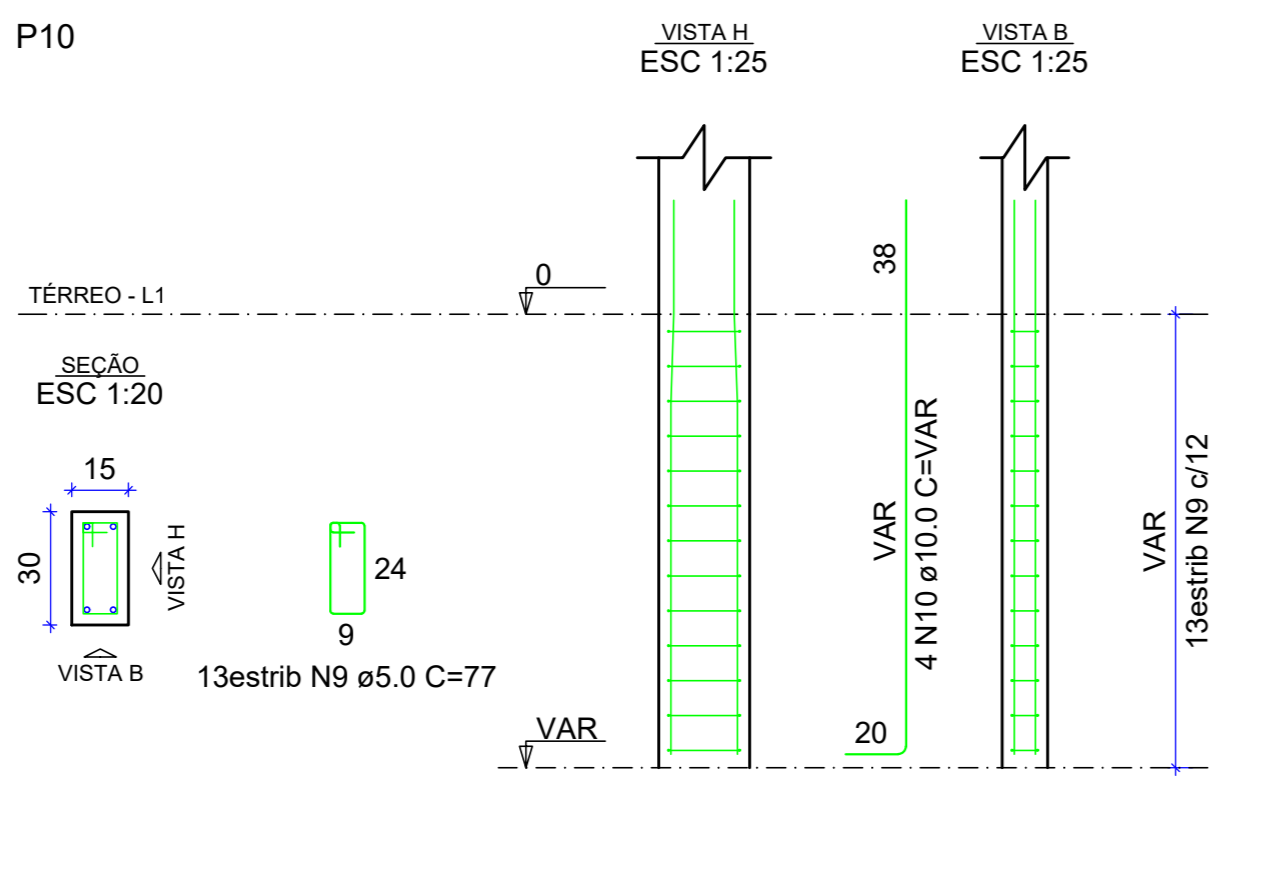 P10
VISTA H
ESC 1:25
VISTA B
ESC 1:25
38
0
TÉRREO - L1
SEÇÃO
ESC 1:20
15
30
VISTA H
VISTA B
24
9
13estrib N9 ø5.0 C=77
VAR
VAR
4 N10 ø10.0 C=VAR
20
VAR
13estrib N9 c/12